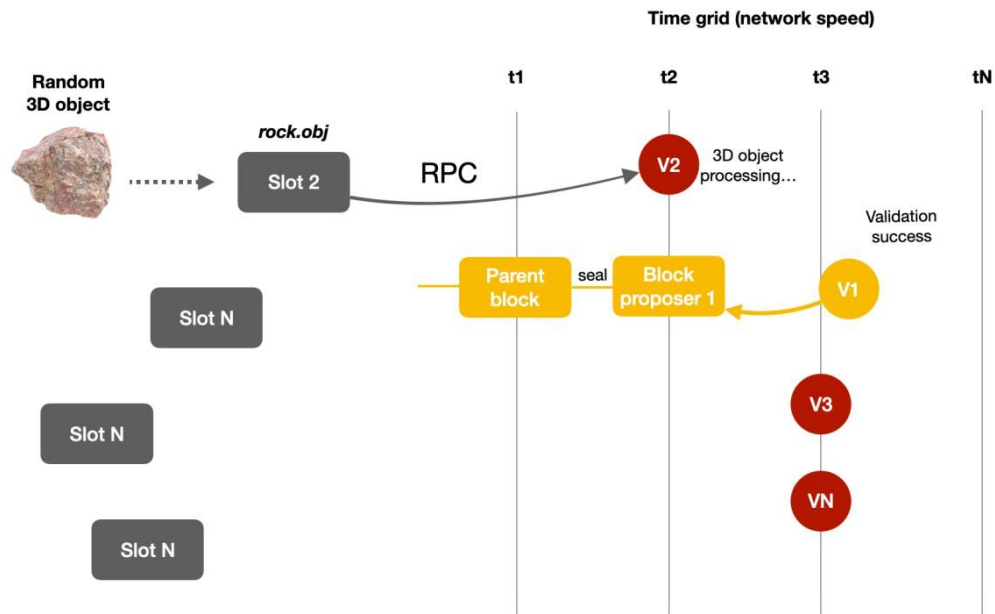 Time grid (network speed)
t1
t2
t3
tN
Random
3D object
rock.obj
Slot 2
RPC
V2
3D object
processing…
Validation
success
Parent
block
seal
Block
proposer 1
V1
Slot N
V3
Slot N
VN
Slot N